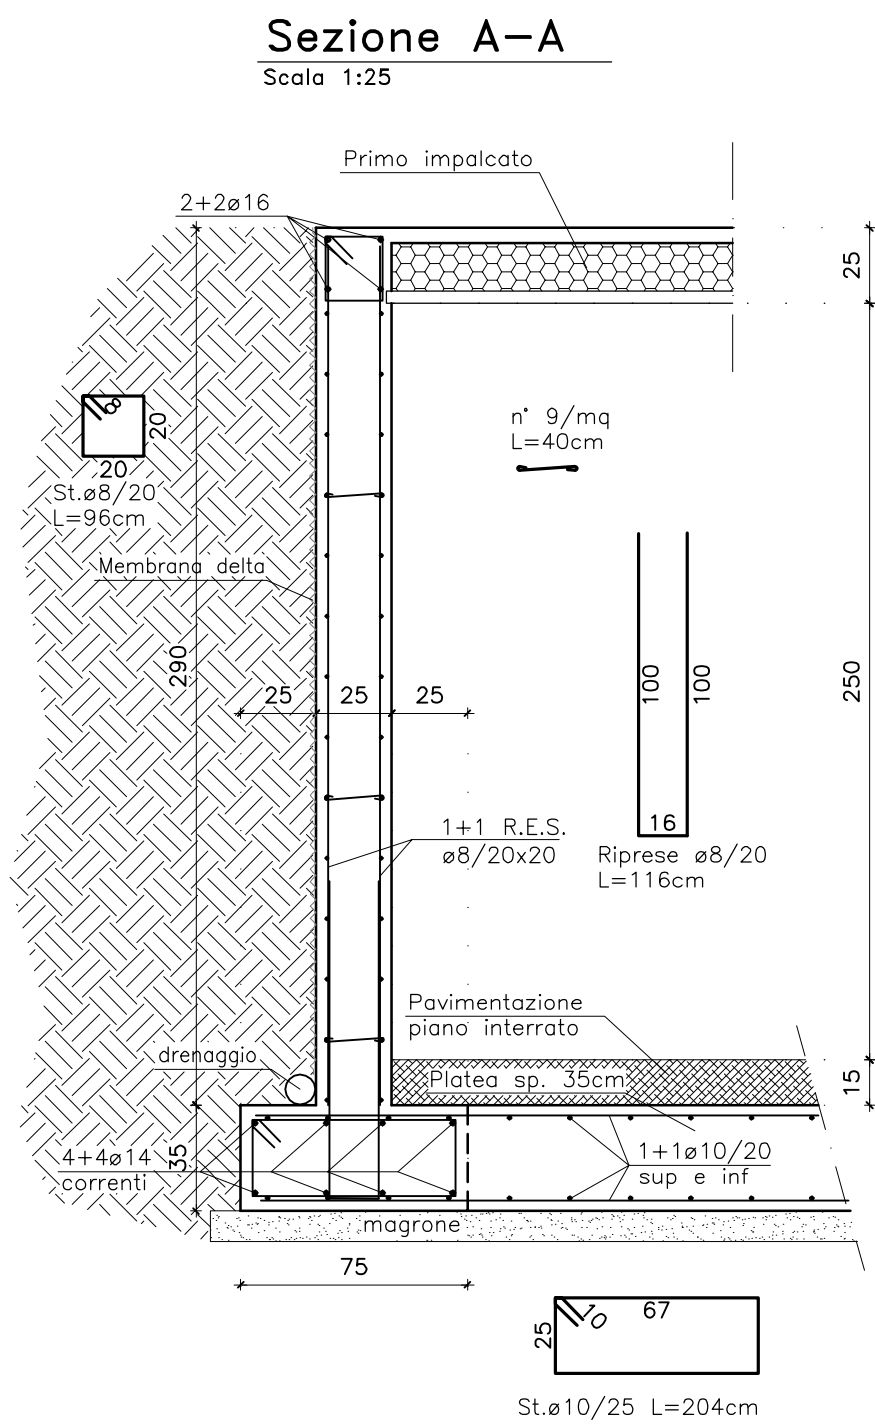 Sezione A-A
Scala 1:25
Primo impalcato
2+2ø16
25
8
20
20
St.ø8/20
L=96cm
n° 9/mq
L=40cm
Membrana delta
290
25
25
25
100
100
250
16
1+1 R.E.S.
ø8/20x20
Riprese ø8/20
L=116cm
Pavimentazione
piano interrato
drenaggio
Platea sp. 35cm
15
4+4ø14
correnti
35
1+1ø10/20
sup e inf
magrone
75
10
67
25
St.ø10/25 L=204cm